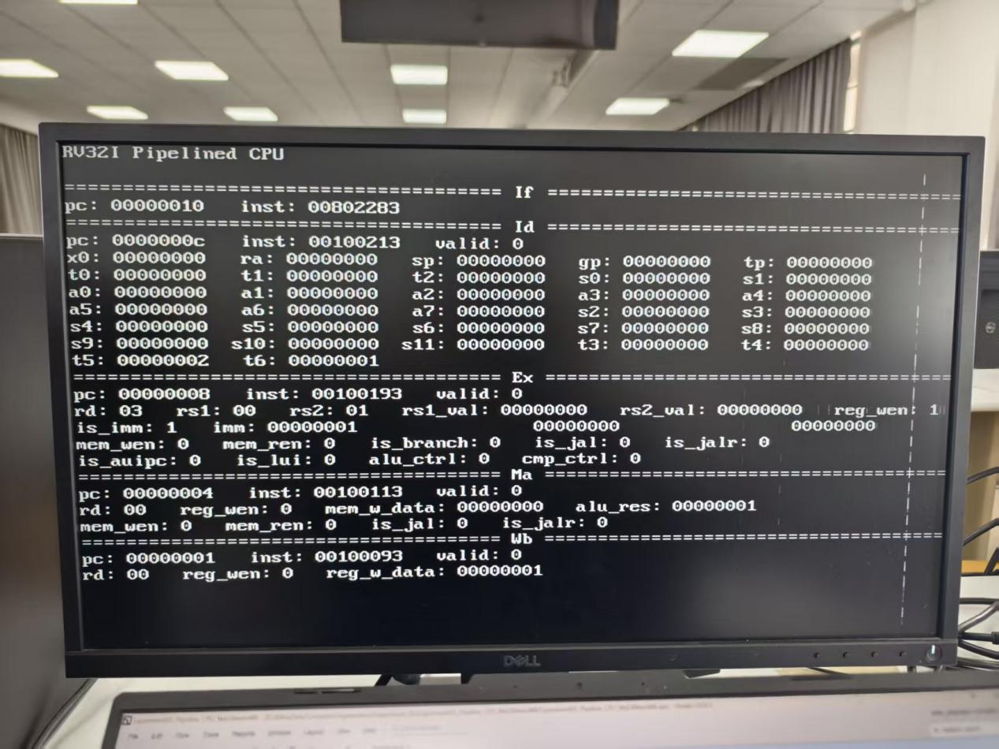 RV32I Pipelined CPU
===================================== If ===================================
pc: 00000010 inst: 00802283
===================================== Id ===================================
pc: 0000000c inst: 00100213 valid: 0
x0: 00000000 ra: 00000000 sp: 00000000 gp: 00000000 tp: 00000000
t0: 00000000 t1: 00000000 t2: 00000000 s0: 00000000 s1: 00000000
a0: 00000000 a1: 00000000 a2: 00000000 a3: 00000000 a4: 00000000
a5: 00000000 a6: 00000000 a7: 00000000 s2: 00000000 s3: 00000000
s4: 00000000 s5: 00000000 s6: 00000000 s7: 00000000 s8: 00000000
s9: 00000000 s10: 00000000 s11: 00000000 t3: 00000000 t4: 00000000
t5: 00000002 t6: 00000001
===================================== Ex ===================================
pc: 00000008 inst: 00100193 valid: 0
rd: 03 rs1: 00 rs2: 01 rs1_val: 00000000 rs2_val: 00000000 reg_wen: 1
is_imm: 1 imm: 00000001 00000000 00000000
mem_wen: 0 mem_ren: 0 is_branch: 0 is_jal: 0 is_jalr: 0
is_auipc: 0 is_lui: 0 alu_ctrl: 0 cmp_ctrl: 0
===================================== Ma ===================================
pc: 00000004 inst: 00100113 valid: 0
rd: 00 reg_wen: 0 mem_w_data: 00000000 alu_res: 00000001
mem_wen: 0 mem_ren: 0 is_jal: 0 is_jalr: 0
===================================== Wb ===================================
pc: 00000001 inst: 00100093 valid: 0
rd: 00 reg_wen: 0 reg_w_data: 00000001
DELL